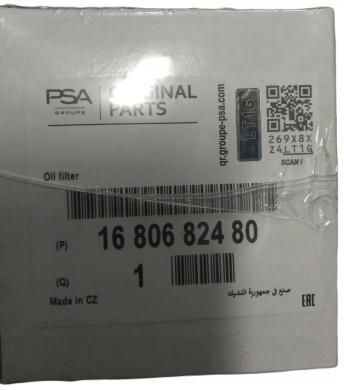 PSA
GROUPE
ORIGINAL
PARTS
qr.groupe-psa.com
LT1G
269X8X
Z4LT1G
SCAN !
Oil filter
(P) 16 806 824 80
(Q) 1
Made in CZ
صنع في جمهورية التشيك
EAC